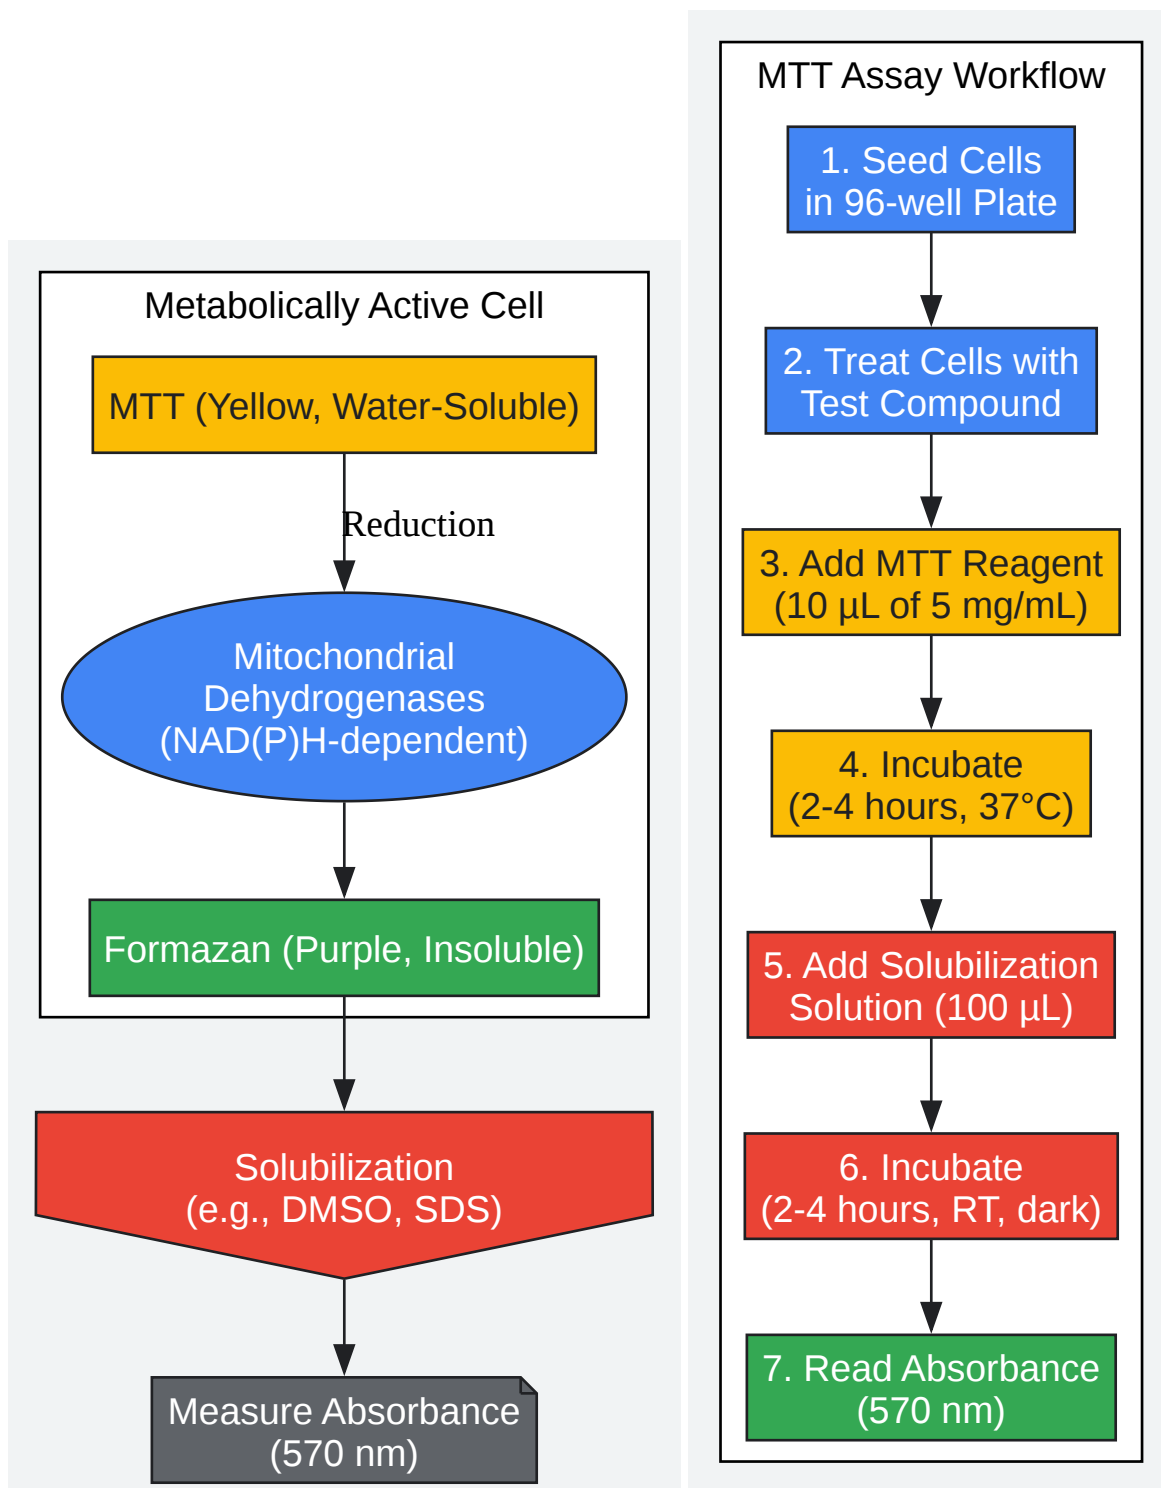 Metabolically Active Cell
MTT (Yellow, Water-Soluble)
Reduction
Mitochondrial
Dehydrogenases
(NAD(P)H-dependent)
Formazan (Purple, Insoluble)
Solubilization
(e.g., DMSO, SDS)
Measure Absorbance
(570 nm)
MTT Assay Workflow
1. Seed Cells
in 96-well Plate
2. Treat Cells with
Test Compound
3. Add MTT Reagent
(10 µL of 5 mg/mL)
4. Incubate
(2-4 hours, 37°C)
5. Add Solubilization
Solution (100 µL)
6. Incubate
(2-4 hours, RT, dark)
7. Read Absorbance
(570 nm)